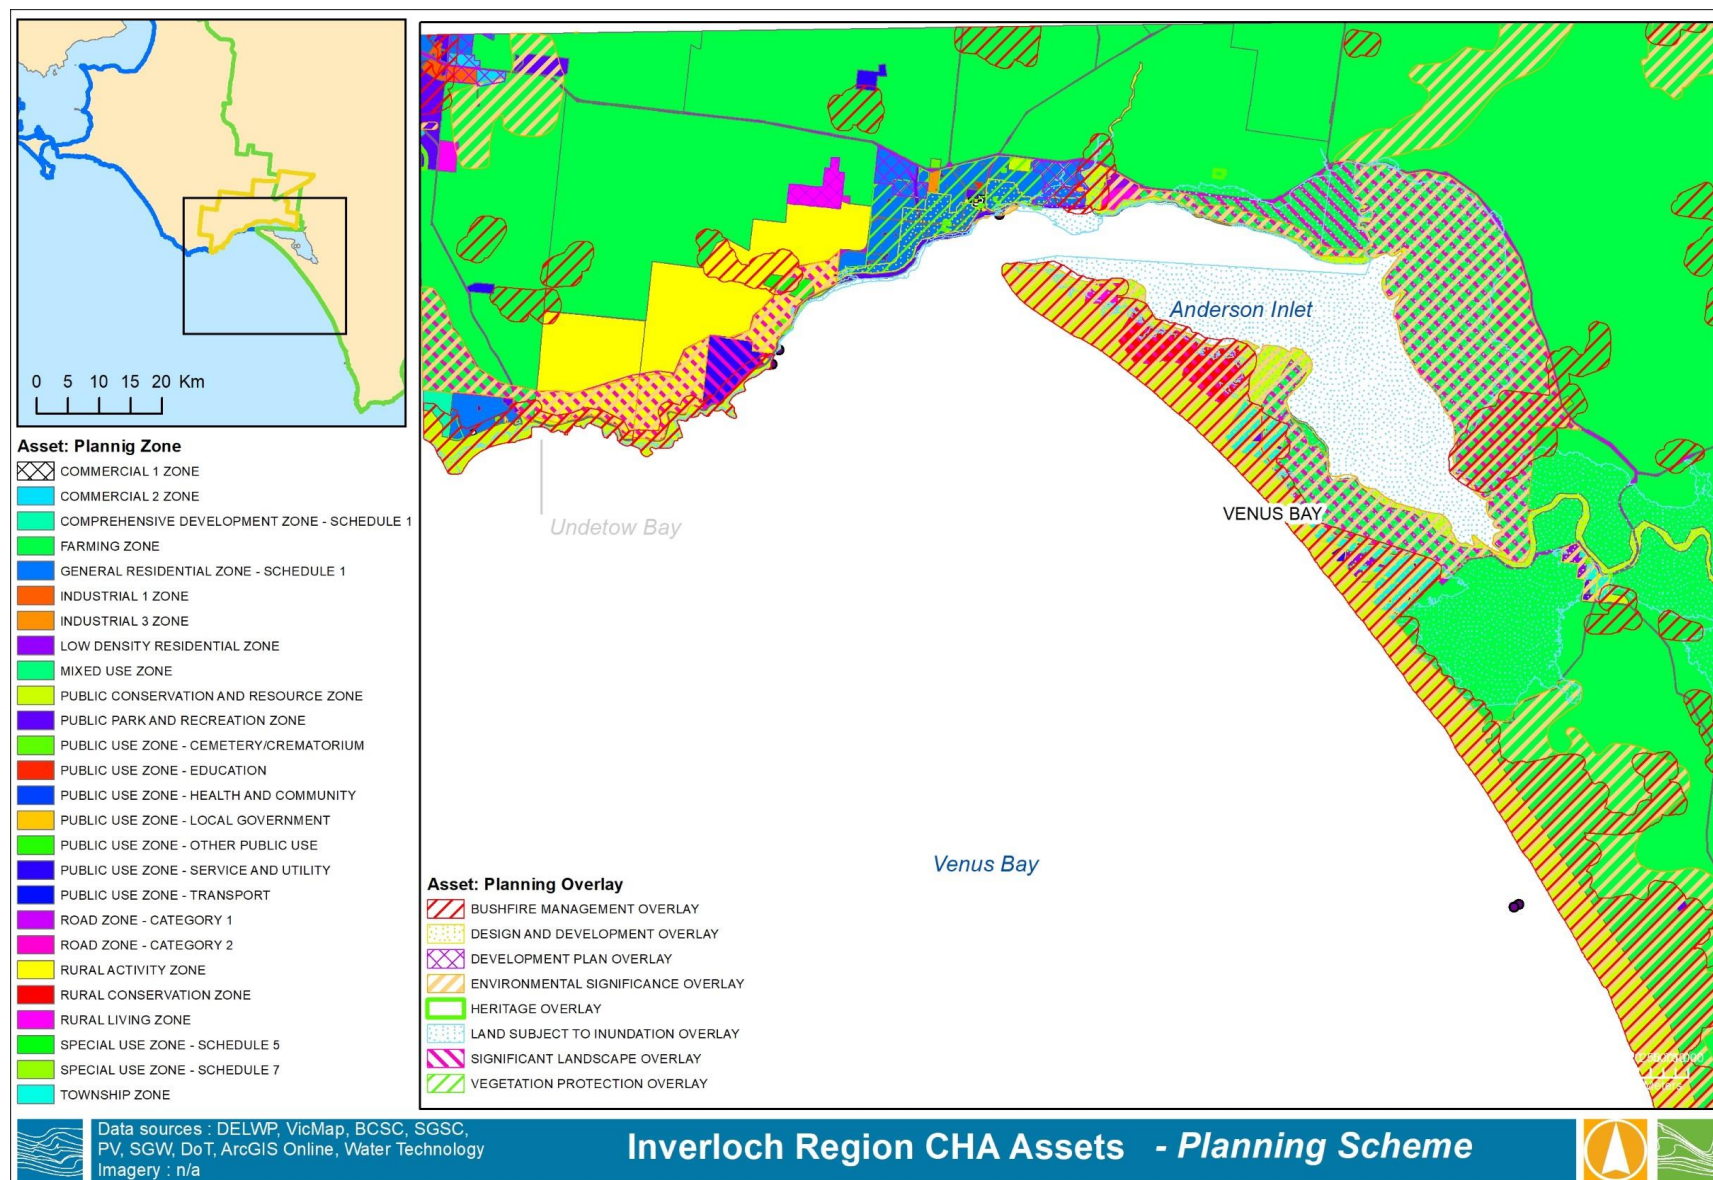 0 5 10 15 20 Km
Asset: Plannig Zone
COMMERCIAL 1 ZONE
COMMERCIAL 2 ZONE
COMPREHENSIVE DEVELOPMENT ZONE - SCHEDULE 1
FARMING ZONE
GENERAL RESIDENTIAL ZONE - SCHEDULE 1
INDUSTRIAL 1 ZONE
INDUSTRIAL 3 ZONE
LOW DENSITY RESIDENTIAL ZONE
MIXED USE ZONE
PUBLIC CONSERVATION AND RESOURCE ZONE
PUBLIC PARK AND RECREATION ZONE
PUBLIC USE ZONE - CEMETERY/CREMATORIUM
PUBLIC USE ZONE - EDUCATION
PUBLIC USE ZONE - HEALTH AND COMMUNITY
PUBLIC USE ZONE - LOCAL GOVERNMENT
PUBLIC USE ZONE - OTHER PUBLIC USE
PUBLIC USE ZONE - SERVICE AND UTILITY
PUBLIC USE ZONE - TRANSPORT
ROAD ZONE - CATEGORY 1
ROAD ZONE - CATEGORY 2
RURAL ACTIVITY ZONE
RURAL CONSERVATION ZONE
RURAL LIVING ZONE
SPECIAL USE ZONE - SCHEDULE 5
SPECIAL USE ZONE - SCHEDULE 7
TOWNSHIP ZONE
Anderson Inlet
VENUS BAY
Undetow Bay
Venus Bay
Asset: Planning Overlay
BUSHFIRE MANAGEMENT OVERLAY
DESIGN AND DEVELOPMENT OVERLAY
DEVELOPMENT PLAN OVERLAY
ENVIRONMENTAL SIGNIFICANCE OVERLAY
HERITAGE OVERLAY
LAND SUBJECT TO INUNDATION OVERLAY
SIGNIFICANT LANDSCAPE OVERLAY
VEGETATION PROTECTION OVERLAY
Data sources : DELWP, VicMap, BCSC, SGSC,
PV, SGW, DoT, ArcGIS Online, Water Technology
Imagery : n/a
Inverloch Region CHA Assets - Planning Scheme